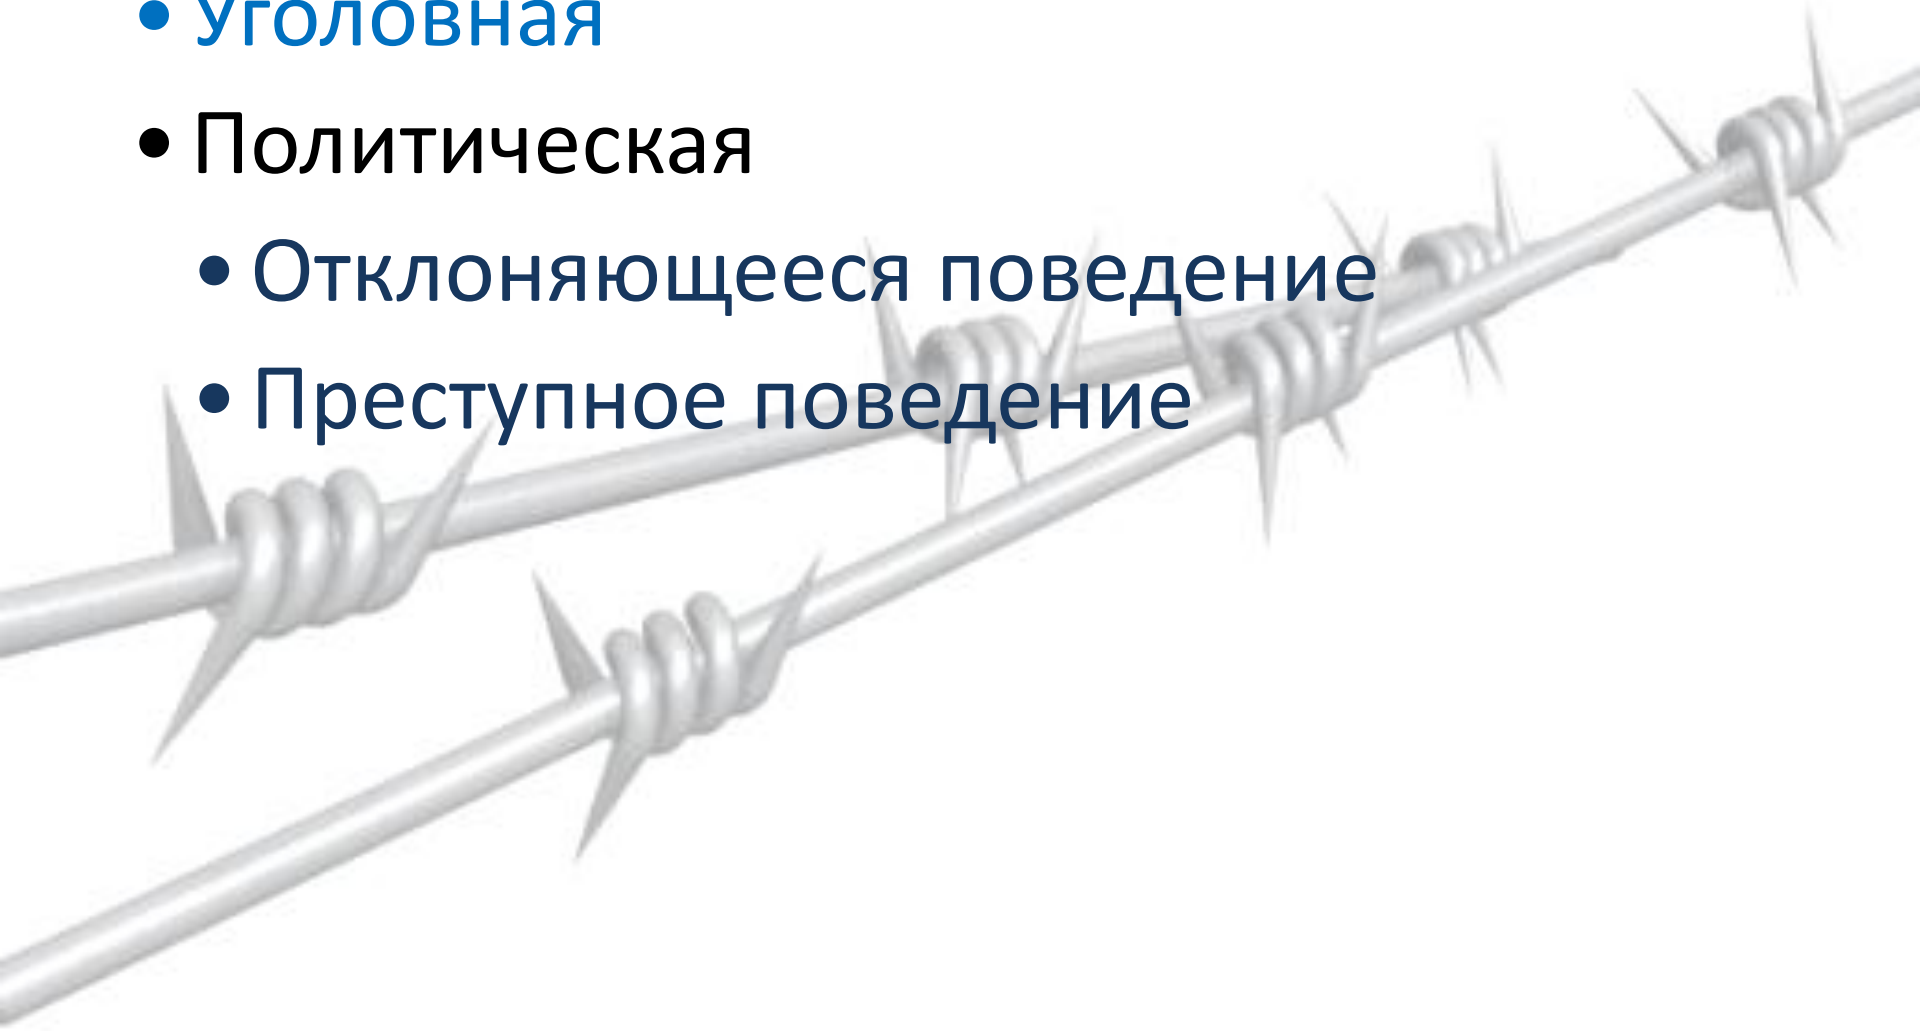 • Уголовная
• Политическая
• Отклоняющееся поведение
• Преступное поведение